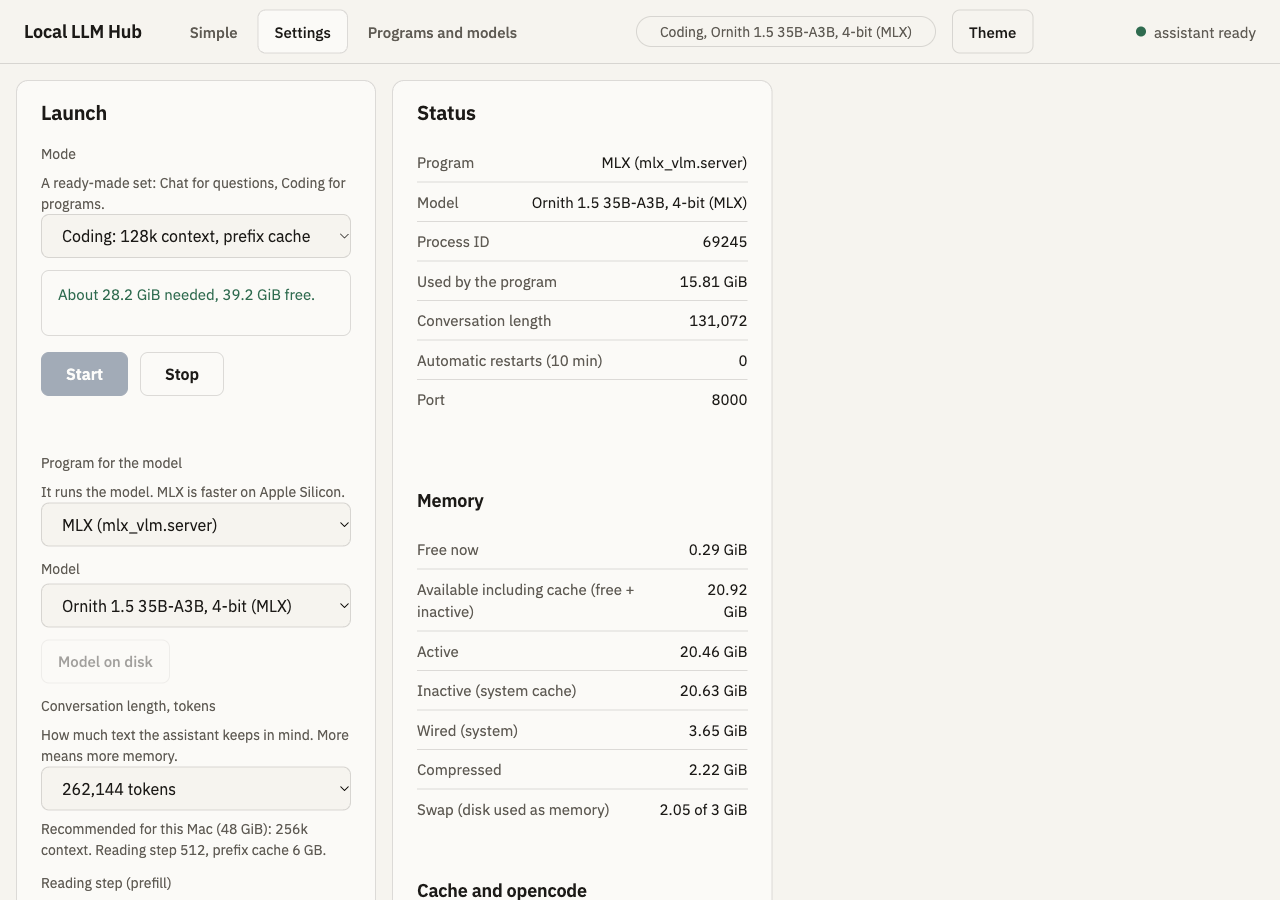 Local LLM Hub
Simple
Settings
Programs and models
Coding, Ornith 1.5 35B-A3B, 4-bit (MLX)
Theme
assistant ready
Launch
Mode
A ready-made set: Chat for questions, Coding for
programs.
Coding: 128k context, prefix cache
About 28.2 GiB needed, 39.2 GiB free.
Start
Stop
Program for the model
It runs the model. MLX is faster on Apple Silicon.
MLX (mlx_vlm.server)
Model
Ornith 1.5 35B-A3B, 4-bit (MLX)
Model on disk
Conversation length, tokens
How much text the assistant keeps in mind. More
means more memory.
262,144 tokens
Recommended for this Mac (48 GiB): 256k
context. Reading step 512, prefix cache 6 GB.
Reading step (prefill)
Status
Program MLX (mlx_vlm.server)
Model Ornith 1.5 35B-A3B, 4-bit (MLX)
Process ID 69245
Used by the program 15.81 GiB
Conversation length 131,072
Automatic restarts (10 min) 0
Port 8000
Memory
Free now 0.29 GiB
Available including cache (free + 20.92
inactive) GiB
Active 20.46 GiB
Inactive (system cache) 20.63 GiB
Wired (system) 3.65 GiB
Compressed 2.22 GiB
Swap (disk used as memory) 2.05 of 3 GiB
Cache and opencode